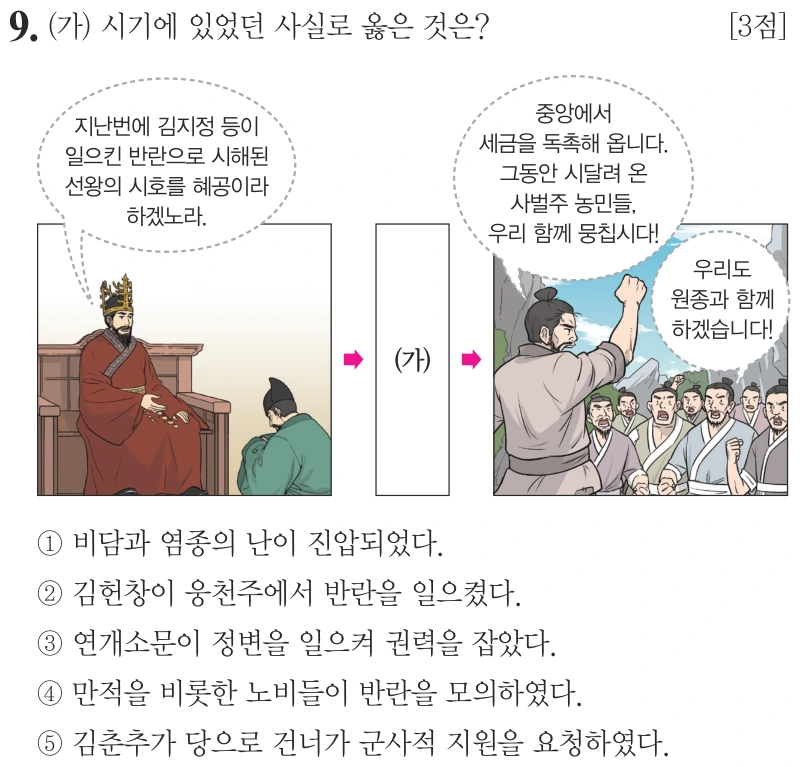 9. (가) 시기에 있었던 사실로 옳은 것은? [3점]
지난번에 김지정 등이
일으킨 반란으로 시해된
선왕의 시호를 혜공이라
하겠노라.
(가)
중앙에서
세금을 독촉해 옵니다.
그동안 시달려 온
사벌주 농민들,
우리 함께 뭉칩시다!
우리도
원종과 함께
하겠습니다!
① 비담과 염종의 난이 진압되었다.
② 김헌창이 웅천주에서 반란을 일으켰다.
③ 연개소문이 정변을 일으켜 권력을 잡았다.
④ 만적을 비롯한 노비들이 반란을 모의하였다.
⑤ 김춘추가 당으로 건너가 군사적 지원을 요청하였다.